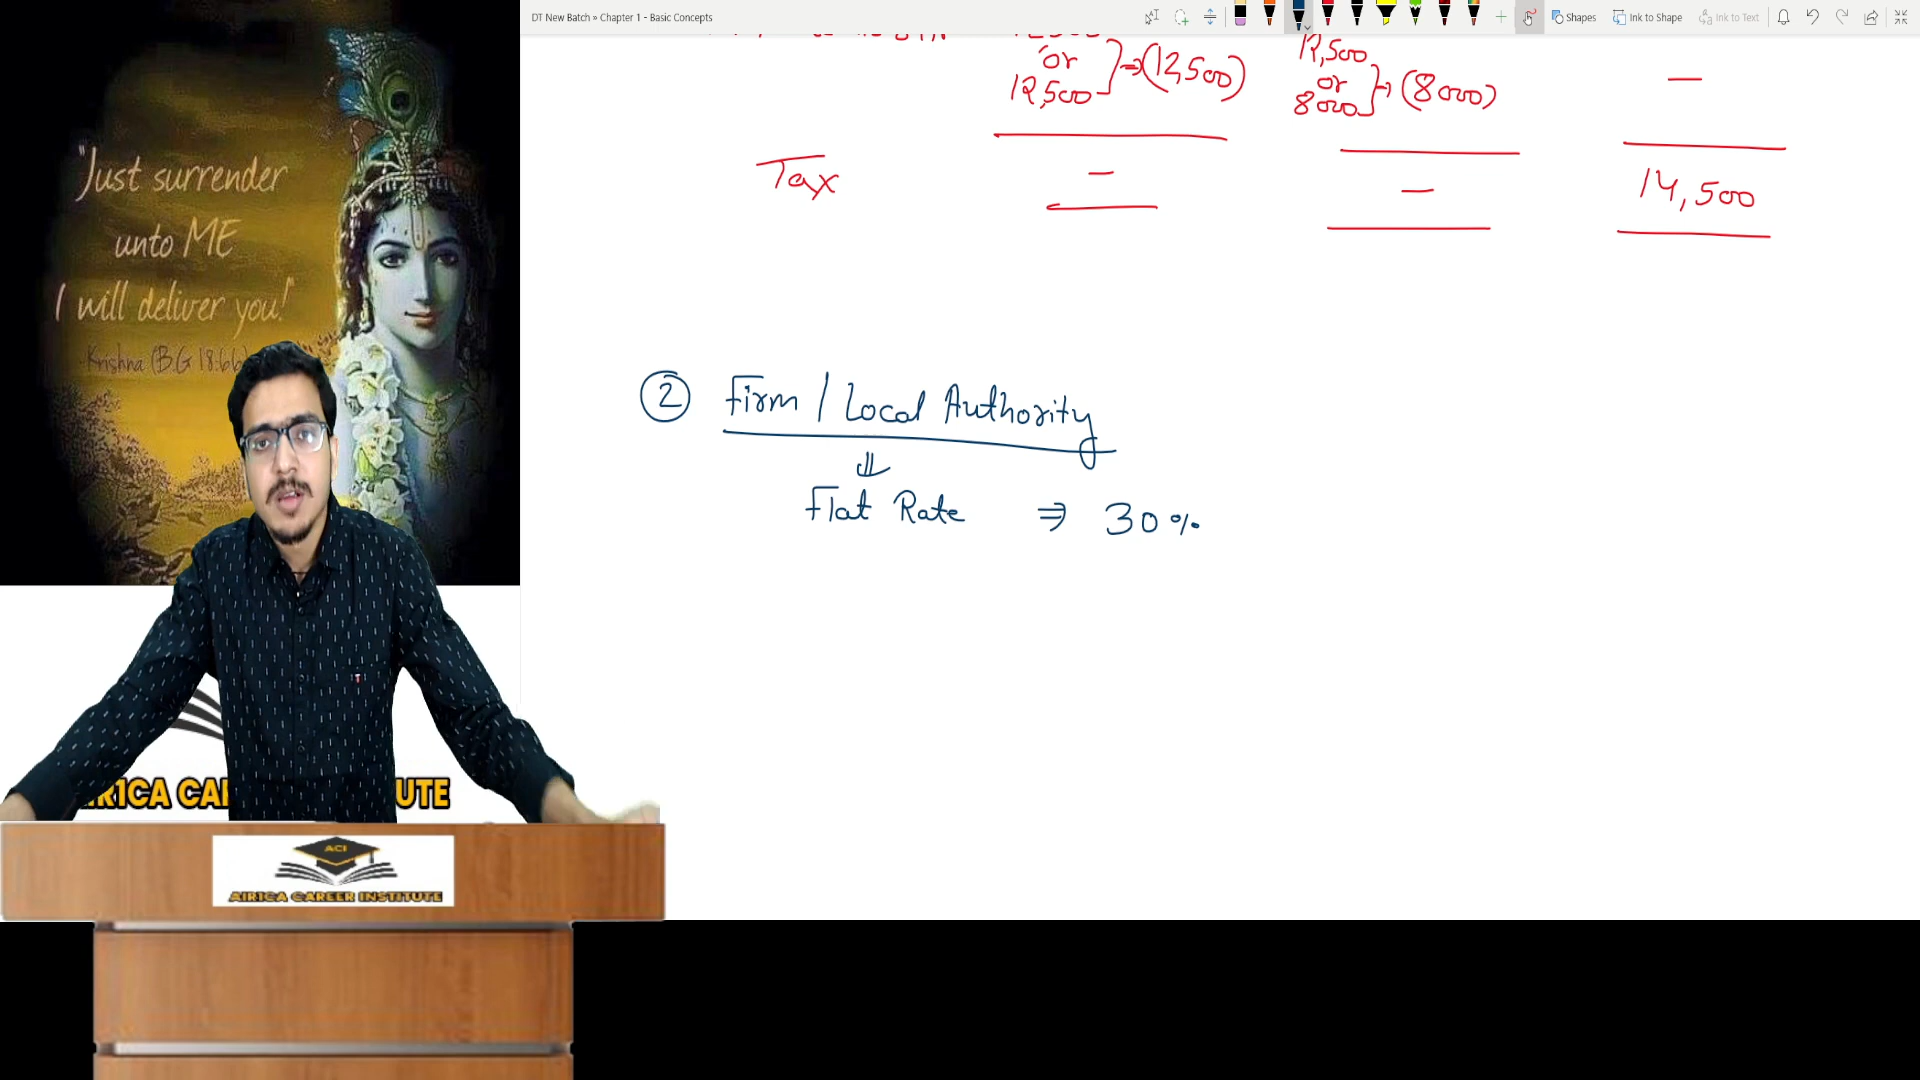 DT New Batch » Chapter 1 - Basic Concepts
Shapes
Ink to Shape
Ink to Text
or
12,500
⇒(12,500)
12,500
or
8000
(8000)
—
Tax
—
—
14,500
"Just surrender
unto ME
I will deliver you!"
- Krishna (B.G 18:66)
② Firm / Local Authority
⇓
Flat Rate ⇒ 30%
UTE
ACI
AIR1CA CAREER INSTITUTE